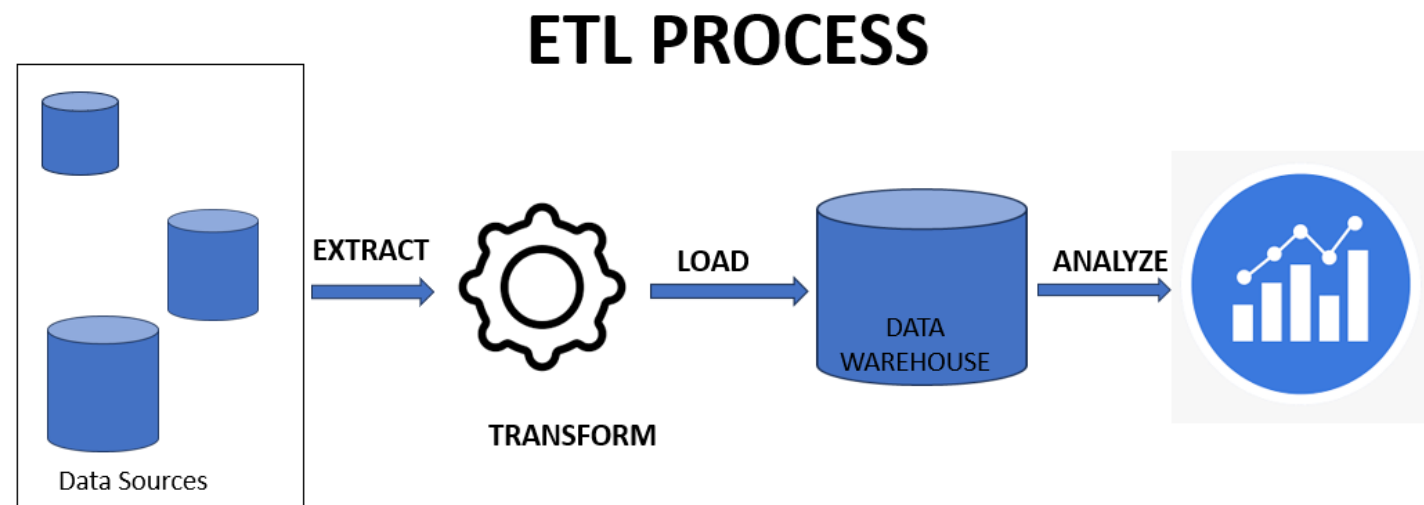 ETL PROCESS
EXTRACT
LOAD
ANALYZE
DATA
WAREHOUSE
TRANSFORM
Data Sources